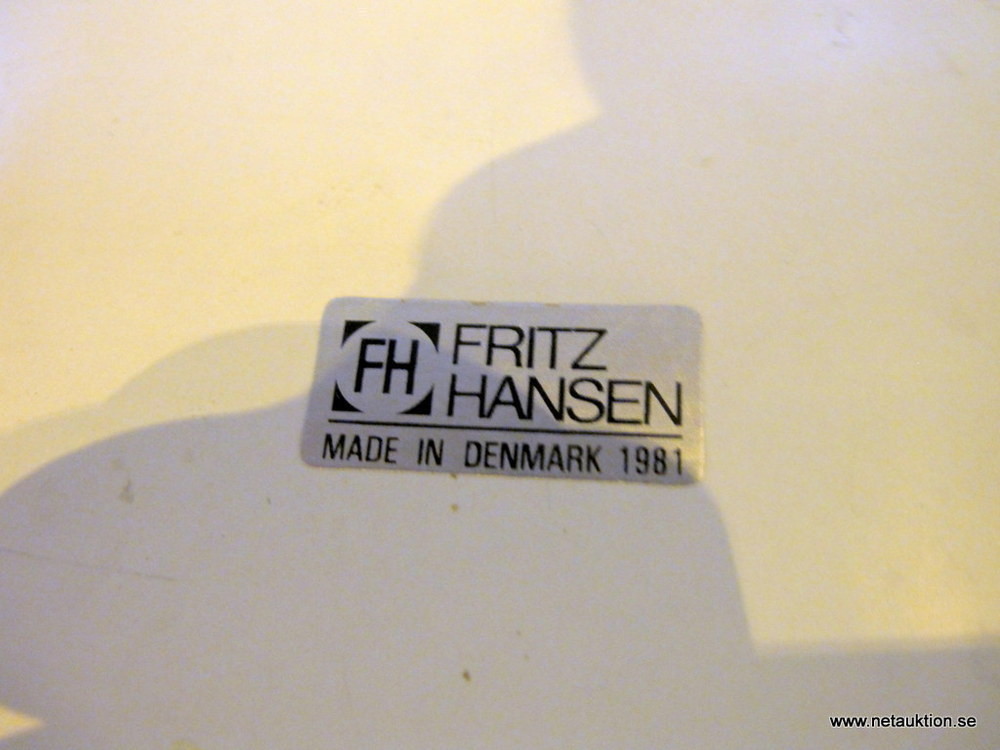 FH
FRITZ
HANSEN
MADE IN DENMARK 1981
www.netauktion.se